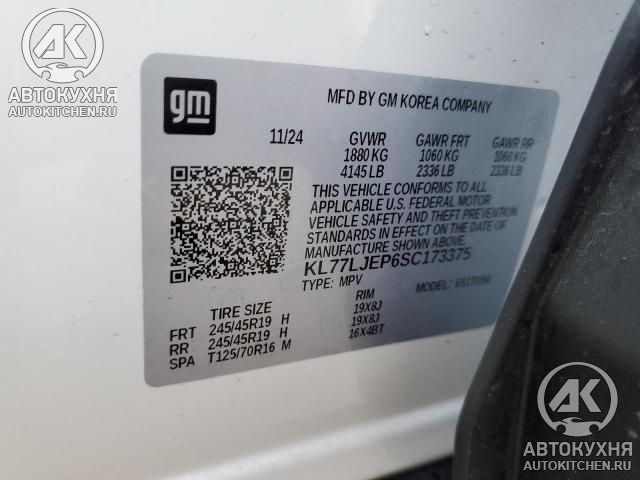 AK
АВТОКУХНЯ
AUTOKITCHEN.RU
gm
MFD BY GM KOREA COMPANY
11/24 GVWR GAWR FRT GAWR RR
1880 KG 1060 KG 1060 KG
4145 LB 2336 LB 2336 LB
THIS VEHICLE CONFORMS TO ALL
APPLICABLE U.S. FEDERAL MOTOR
VEHICLE SAFETY AND THEFT PREVENTION
STANDARDS IN EFFECT ON THE DATE OF
MANUFACTURE SHOWN ABOVE.
KL77LJEP6SC173375
TYPE: MPV MODEL:
TIRE SIZE RIM
FRT 245/45R19 H 19X8J
RR 245/45R19 H 19X8J
SPA T125/70R16 M 16X4BT
AK
АВТОКУХНЯ
AUTOKITCHEN.RU